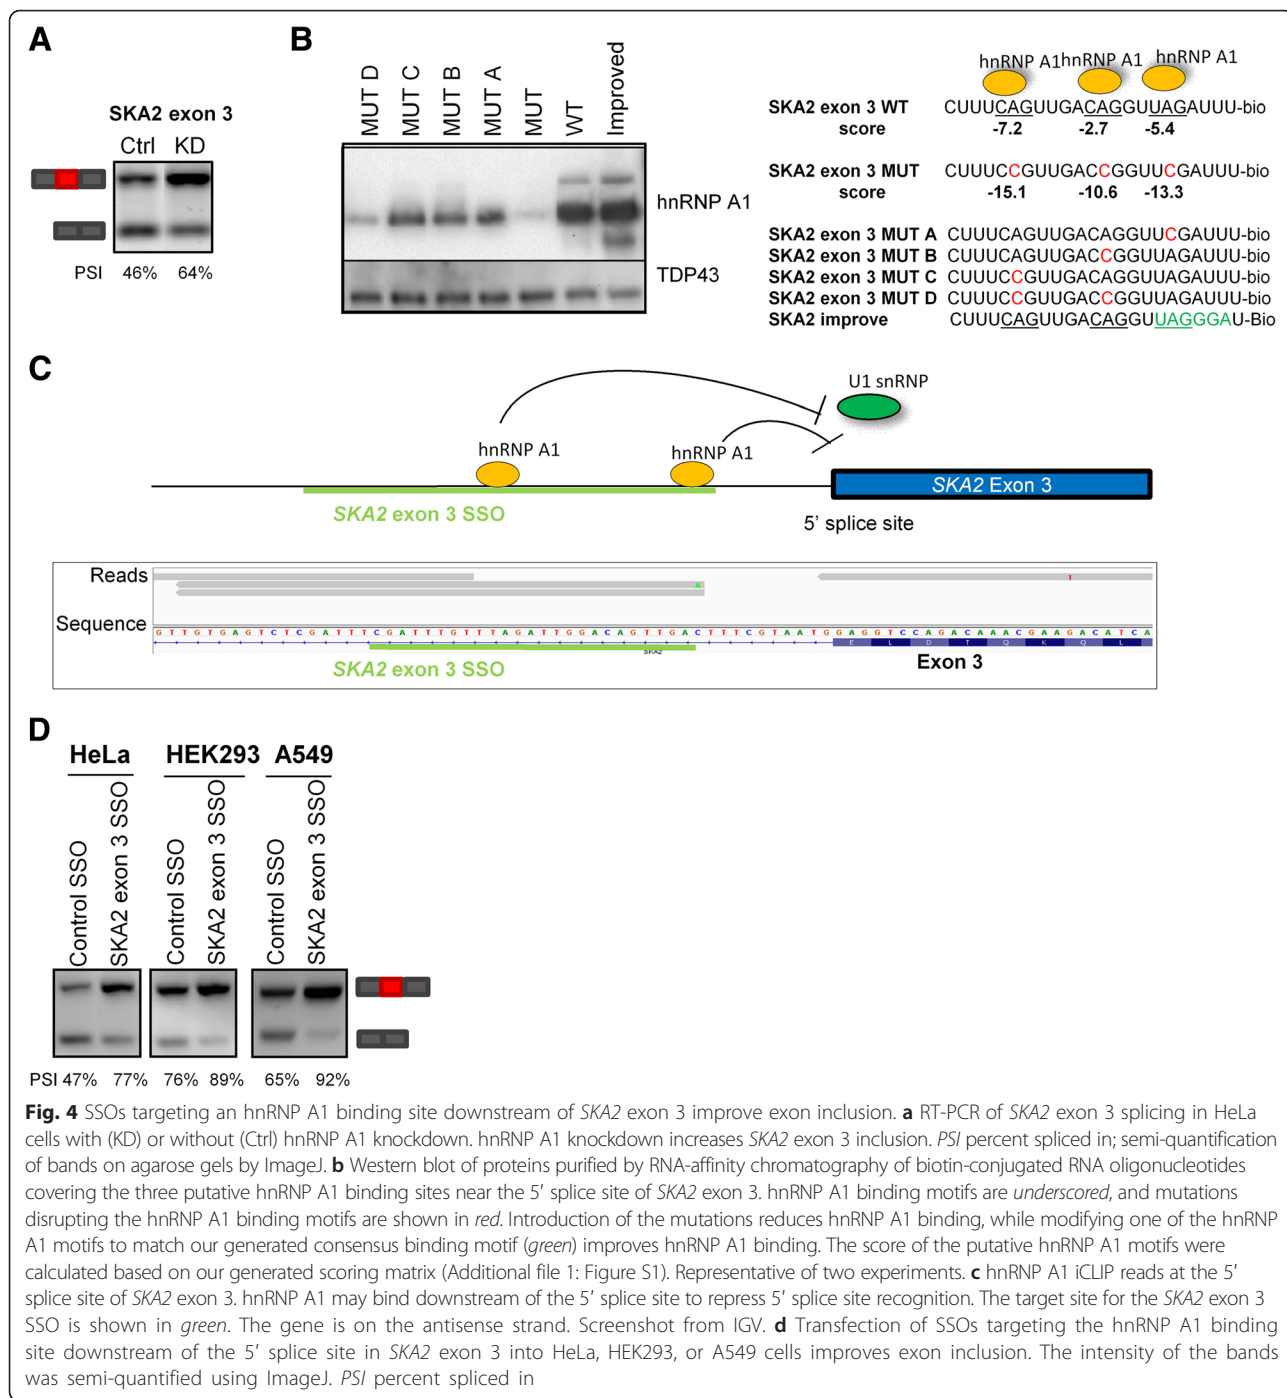 A
SKA2 exon 3
Ctrl KD
PSI 46% 64%
B
MUT D
MUT C
MUT B
MUT A
MUT
WT
Improved
hnRNP A1
TDP43
hnRNP A1 hnRNP A1 hnRNP A1
SKA2 exon 3 WT CUUUCAGUUGACAGGUUAGAUUU-bio
score -7.2 -2.7 -5.4
SKA2 exon 3 MUT CUUUCCGUUGACCGGUUCGAUUU-bio
score -15.1 -10.6 -13.3
SKA2 exon 3 MUT A CUUUCAGUUGACAGGUUCGAUUU-bio
SKA2 exon 3 MUT B CUUUCAGUUGACCGGUUAGAUUU-bio
SKA2 exon 3 MUT C CUUUCCGUUGACAGGUUAGAUUU-bio
SKA2 exon 3 MUT D CUUUCCGUUGACCGGUUAGAUUU-bio
SKA2 improve CUUUCAGUUGACAGGUUAGGGAU-Bio
C
U1 snRNP
hnRNP A1
hnRNP A1
SKA2 Exon 3
SKA2 exon 3 SSO
5’ splice site
Reads
A
T
Sequence
G T T G T G A G T C T C G A T T T C G A T T T G T T T A G A T T G G A C A G T T G A C T T T C G T A A T G G A G G T C C A G A C A A A C G A A G A C A T C A
E L D T Q K Q L
SKA2
SKA2 exon 3 SSO
Exon 3
D
HeLa HEK293 A549
Control SSO
SKA2 exon 3 SSO
Control SSO
SKA2 exon 3 SSO
Control SSO
SKA2 exon 3 SSO
PSI 47% 77% 76% 89% 65% 92%
Fig. 4 SSOs targeting an hnRNP A1 binding site downstream of SKA2 exon 3 improve exon inclusion. a RT-PCR of SKA2 exon 3 splicing in HeLa
cells with (KD) or without (Ctrl) hnRNP A1 knockdown. hnRNP A1 knockdown increases SKA2 exon 3 inclusion. PSI percent spliced in; semi-quantification
of bands on agarose gels by ImageJ. b Western blot of proteins purified by RNA-affinity chromatography of biotin-conjugated RNA oligonucleotides
covering the three putative hnRNP A1 binding sites near the 5′ splice site of SKA2 exon 3. hnRNP A1 binding motifs are underscored, and mutations
disrupting the hnRNP A1 binding motifs are shown in red. Introduction of the mutations reduces hnRNP A1 binding, while modifying one of the hnRNP
A1 motifs to match our generated consensus binding motif (green) improves hnRNP A1 binding. The score of the putative hnRNP A1 motifs were
calculated based on our generated scoring matrix (Additional file 1: Figure S1). Representative of two experiments. c hnRNP A1 iCLIP reads at the 5′
splice site of SKA2 exon 3. hnRNP A1 may bind downstream of the 5′ splice site to repress 5′ splice site recognition. The target site for the SKA2 exon 3
SSO is shown in green. The gene is on the antisense strand. Screenshot from IGV. d Transfection of SSOs targeting the hnRNP A1 binding
site downstream of the 5′ splice site in SKA2 exon 3 into HeLa, HEK293, or A549 cells improves exon inclusion. The intensity of the bands
was semi-quantified using ImageJ. PSI percent spliced in